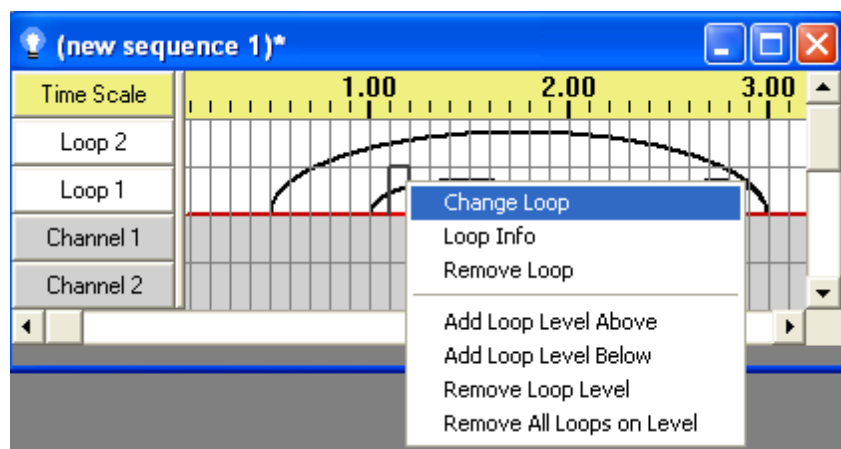 (new sequence 1)*
Time Scale 1.00 2.00 3.00
Loop 2
Loop 1
Channel 1
Channel 2
Change Loop
Loop Info
Remove Loop
Add Loop Level Above
Add Loop Level Below
Remove Loop Level
Remove All Loops on Level